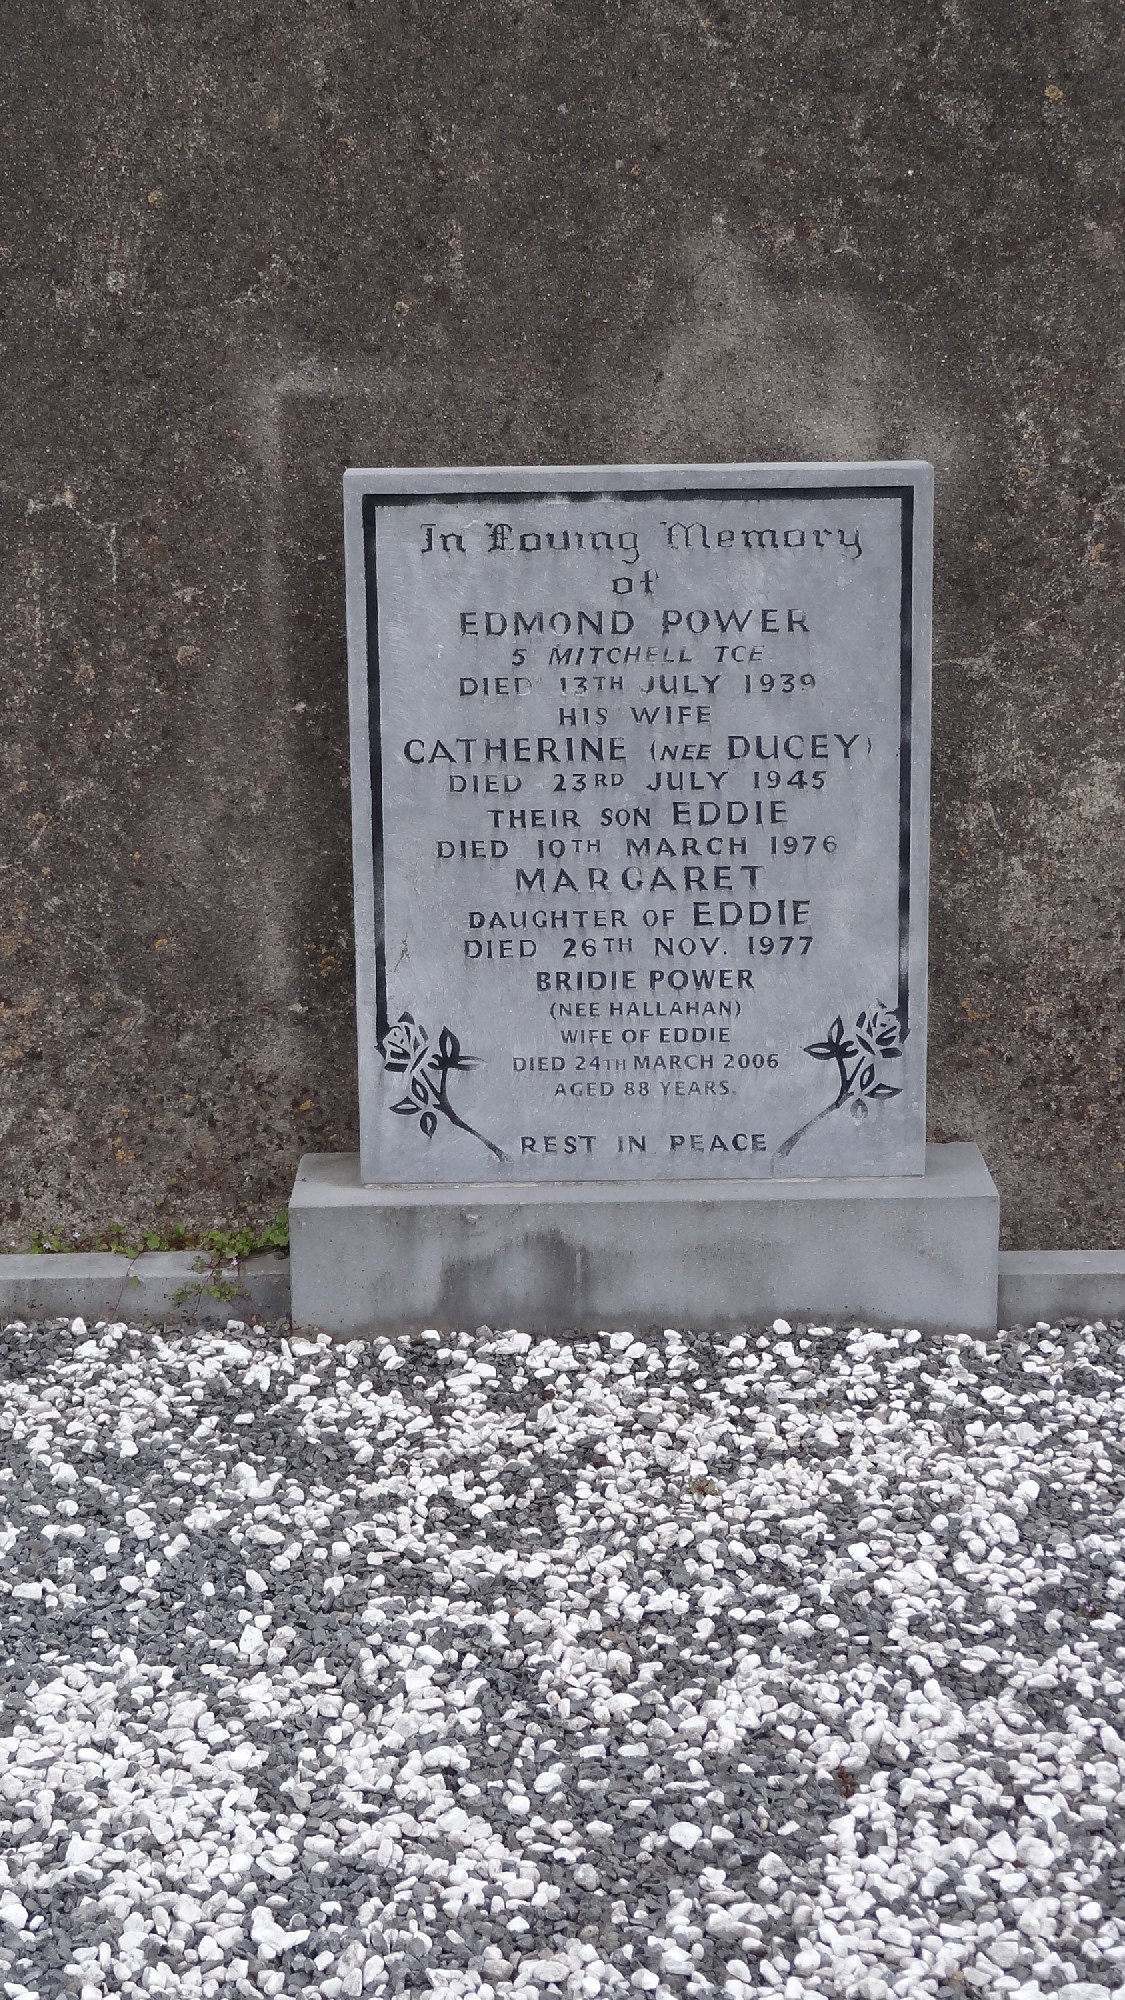 In Loving Memory
of
EDMOND POWER
5 MITCHELL TCE.
DIED 13TH JULY 1939
HIS WIFE
CATHERINE (NEE DUCEY)
DIED 23RD JULY 1945
THEIR SON EDDIE
DIED 10TH MARCH 1976
MARGARET
DAUGHTER OF EDDIE
DIED 26TH NOV. 1977
BRIDIE POWER
(NEE HALLAHAN)
WIFE OF EDDIE
DIED 24TH MARCH 2006
AGED 88 YEARS.
REST IN PEACE